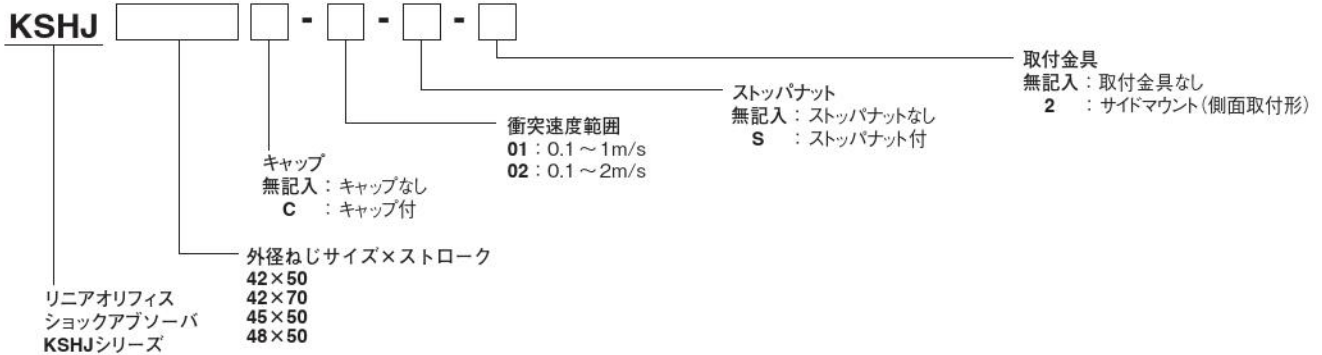 KSHJ - - -
取付金具
無記入：取付金具なし
2 ：サイドマウント(側面取付形)
ストッパナット
無記入：ストッパナットなし
S ：ストッパナット付
衝突速度範囲
01：0.1～1m/s
02：0.1～2m/s
キャップ
無記入：キャップなし
C ：キャップ付
外径ねじサイズ×ストローク
42×50
42×70
45×50
48×50
リニアオリフィス
ショックアブソーバ
KSHJシリーズ